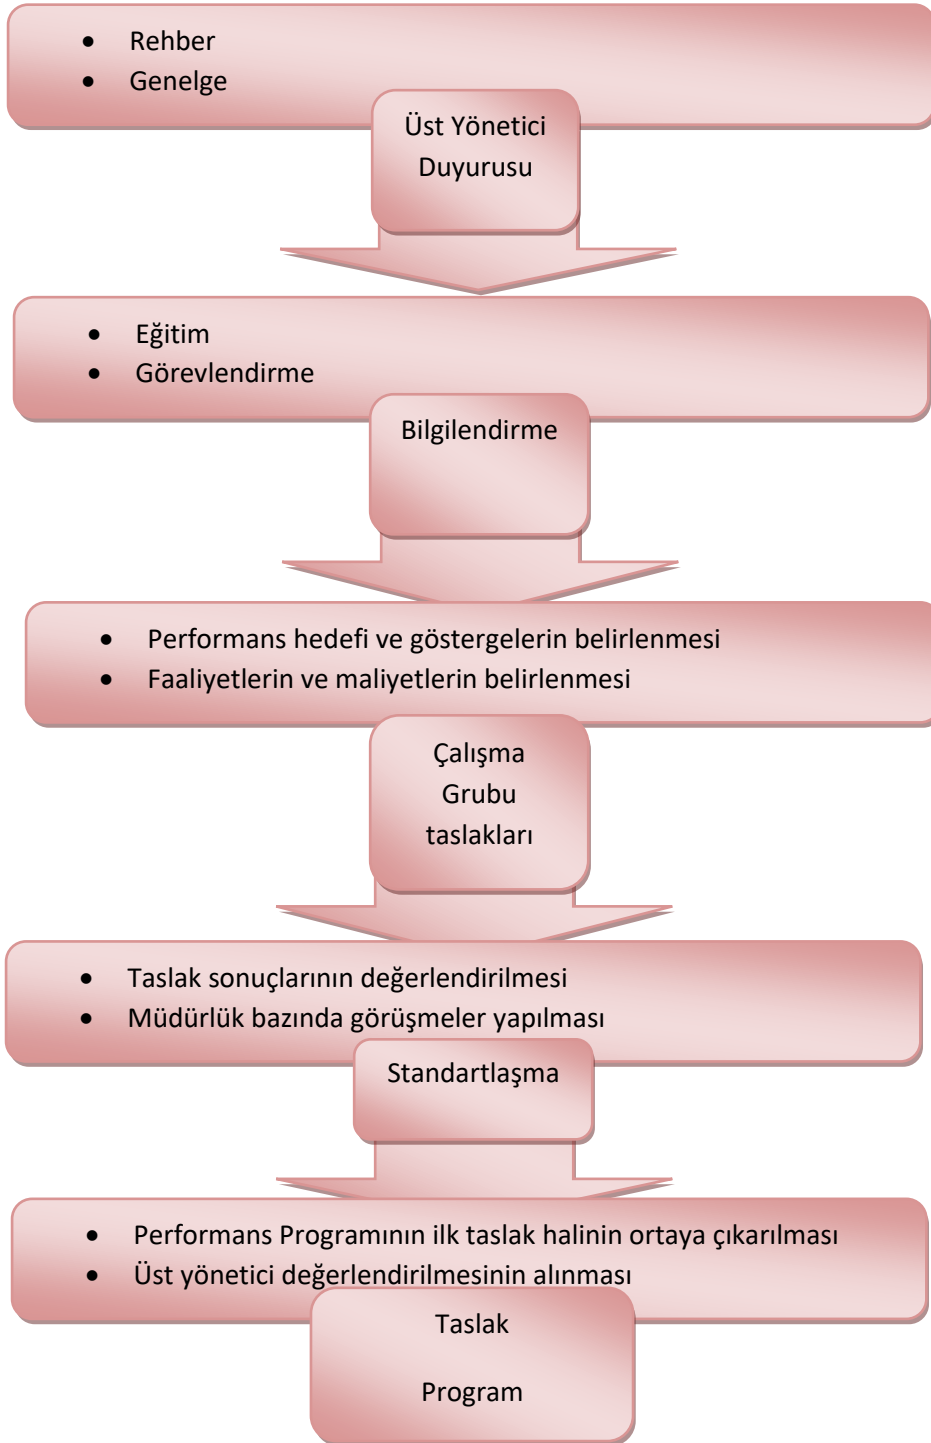 • Rehber
• Genelge
Üst Yönetici
Duyurusu
• Eğitim
• Görevlendirme
Bilgilendirme
• Performans hedefi ve göstergelerin belirlenmesi
• Faaliyetlerin ve maliyetlerin belirlenmesi
Çalışma
Grubu
taslakları
• Taslak sonuçlarının değerlendirilmesi
• Müdürlük bazında görüşmeler yapılması
Standartlaşma
• Performans Programının ilk taslak halinin ortaya çıkarılması
• Üst yönetici değerlendirilmesinin alınması
Taslak
Program